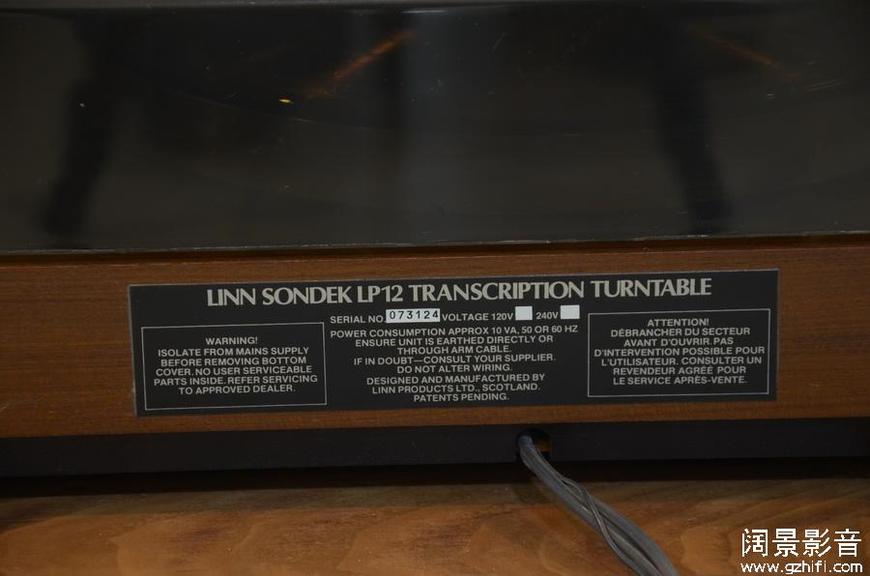 LINN SONDEK LP12 TRANSCRIPTION TURNTABLE
SERIAL NO. 073124 VOLTAGE 120V 240V
WARNING!
ISOLATE FROM MAINS SUPPLY
BEFORE REMOVING BOTTOM
COVER. NO USER SERVICEABLE
PARTS INSIDE. REFER SERVICING
TO APPROVED DEALER.
POWER CONSUMPTION APPROX 10 VA, 50 OR 60 HZ
ENSURE UNIT IS EARTHED DIRECTLY OR
THROUGH ARM CABLE.
IF IN DOUBT—CONSULT YOUR SUPPLIER.
DO NOT ALTER WIRING.
DESIGNED AND MANUFACTURED BY
LINN PRODUCTS LTD., SCOTLAND.
PATENTS PENDING.
ATTENTION!
DÉBRANCHER DU SECTEUR
AVANT D'OUVRIR. PAS
D'INTERVENTION POSSIBLE POUR
L'UTILISATEUR. CONSULTER UN
REVENDEUR AGRÉÉ POUR
LE SERVICE APRÈS-VENTE.
阔景影音
www.gzhifi.com